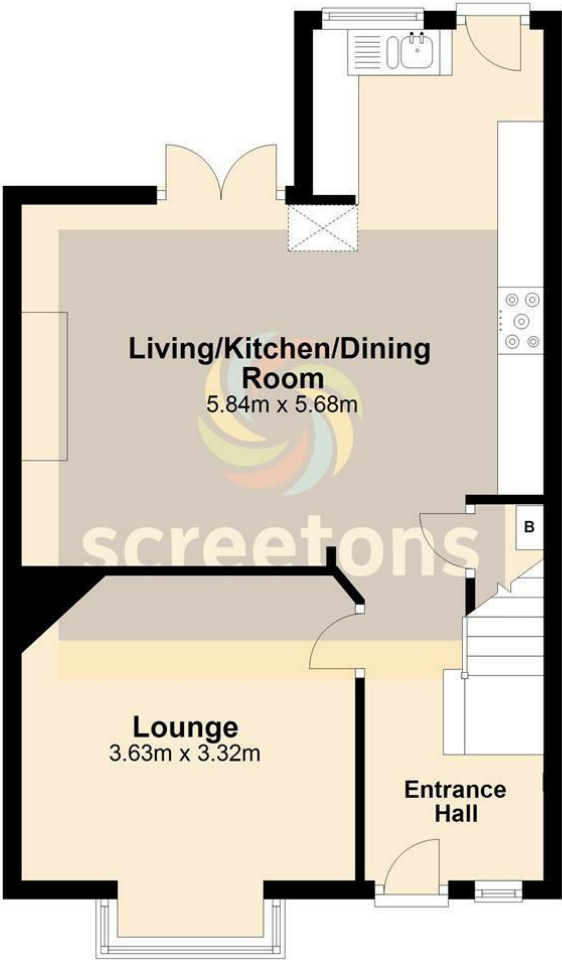 Living/Kitchen/Dining
Room
5.84m x 5.68m
screetons
B
Lounge
3.63m x 3.32m
Entrance
Hall